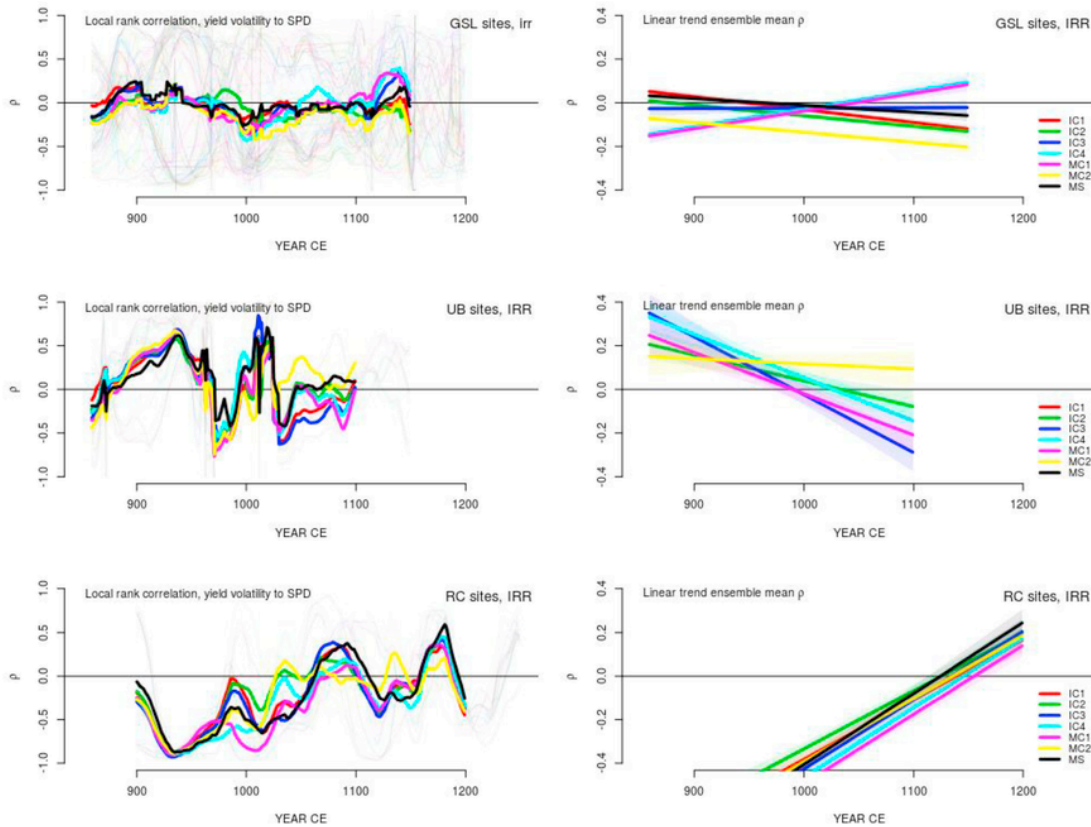 Local rank correlation, yield volatility to SPD
GSL sites, irr
ρ
-1.0
-0.5
0.0
0.5
1.0
900
1000
1100
1200
YEAR CE
Linear trend ensemble mean ρ
GSL sites, IRR
ρ
-0.4
-0.2
0.0
0.2
0.4
IC1
IC2
IC3
IC4
MC1
MC2
MS
900
1000
1100
1200
YEAR CE
Local rank correlation, yield volatility to SPD
UB sites, IRR
ρ
-1.0
-0.5
0.0
0.5
1.0
900
1000
1100
1200
YEAR CE
Linear trend ensemble mean ρ
UB sites, IRR
ρ
-0.4
-0.2
0.0
0.2
0.4
IC1
IC2
IC3
IC4
MC1
MC2
MS
900
1000
1100
1200
YEAR CE
Local rank correlation, yield volatility to SPD
RC sites, IRR
ρ
-1.0
-0.5
0.0
0.5
1.0
900
1000
1100
1200
YEAR CE
Linear trend ensemble mean ρ
RC sites, IRR
ρ
-0.4
-0.2
0.0
0.2
0.4
IC1
IC2
IC3
IC4
MC1
MC2
MS
900
1000
1100
1200
YEAR CE